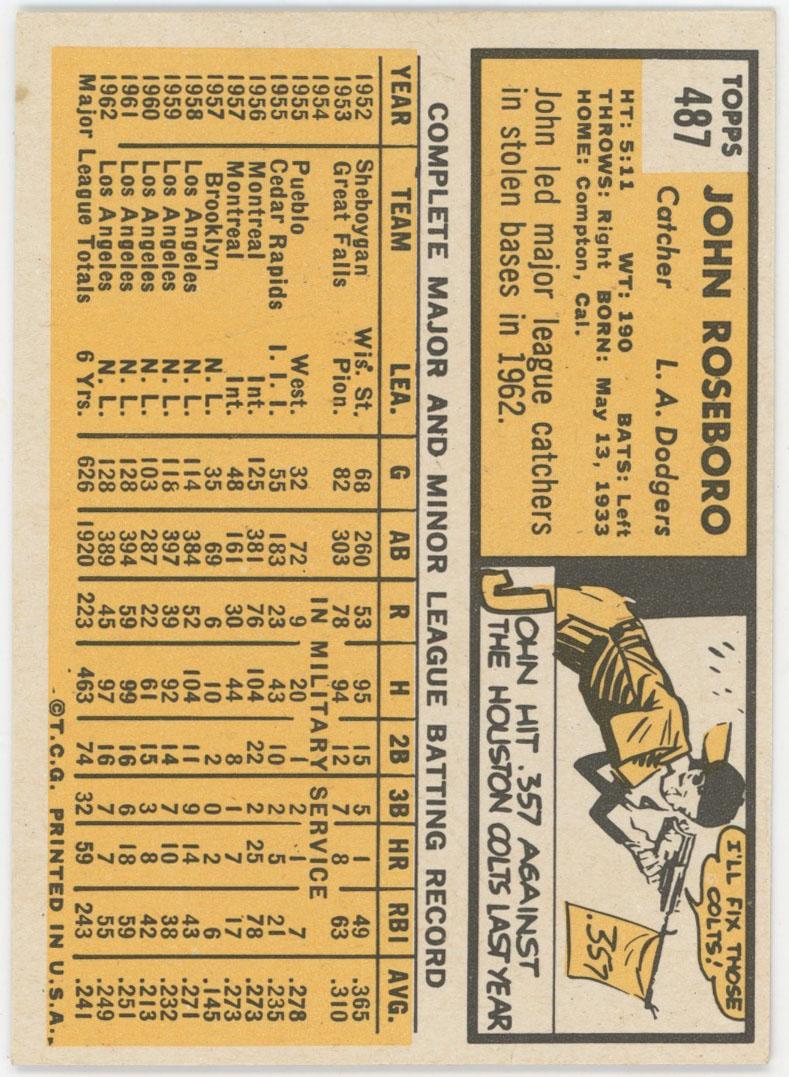 TOPPS
487
JOHN ROSEBORO
Catcher L. A. Dodgers
HT: 5:11 WT: 190 BATS: Left
THROWS: Right BORN: May 13, 1933
HOME: Compton, Cal.
John led major league catchers
in stolen bases in 1962.
I'LL FIX THOSE
COLTS!
.357
JOHN HIT .357 AGAINST
THE HOUSTON COLTS LAST YEAR
COMPLETE MAJOR AND MINOR LEAGUE BATTING RECORD
YEAR TEAM LEA. G AB R H 2B 3B HR RBI AVG.
1952 Sheboygan Wis. St. 68 260 53 95 15 5 1 49 .365
1953 Great Falls Pion. 82 303 78 94 12 7 8 63 .310
1954 IN MILITARY SERVICE
1955 Pueblo West. 32 72 9 20 1 2 1 7 .278
1955 Cedar Rapids I. I. I. 55 183 23 43 10 2 5 21 .235
1956 Montreal Int. 125 381 76 104 22 2 25 78 .273
1957 Montreal Int. 48 161 30 44 8 1 7 17 .273
1957 Brooklyn N. L. 35 69 6 10 2 0 2 6 .145
1958 Los Angeles N. L. 114 384 52 104 11 9 14 43 .271
1959 Los Angeles N. L. 118 397 39 92 14 7 10 38 .232
1960 Los Angeles N. L. 103 287 22 61 15 3 8 42 .213
1961 Los Angeles N. L. 128 394 59 99 16 6 18 59 .251
1962 Los Angeles N. L. 128 389 45 97 16 7 7 55 .249
Major League Totals 6 Yrs. 626 1920 223 463 74 32 59 243 .241
©T.C.G. PRINTED IN U.S.A.